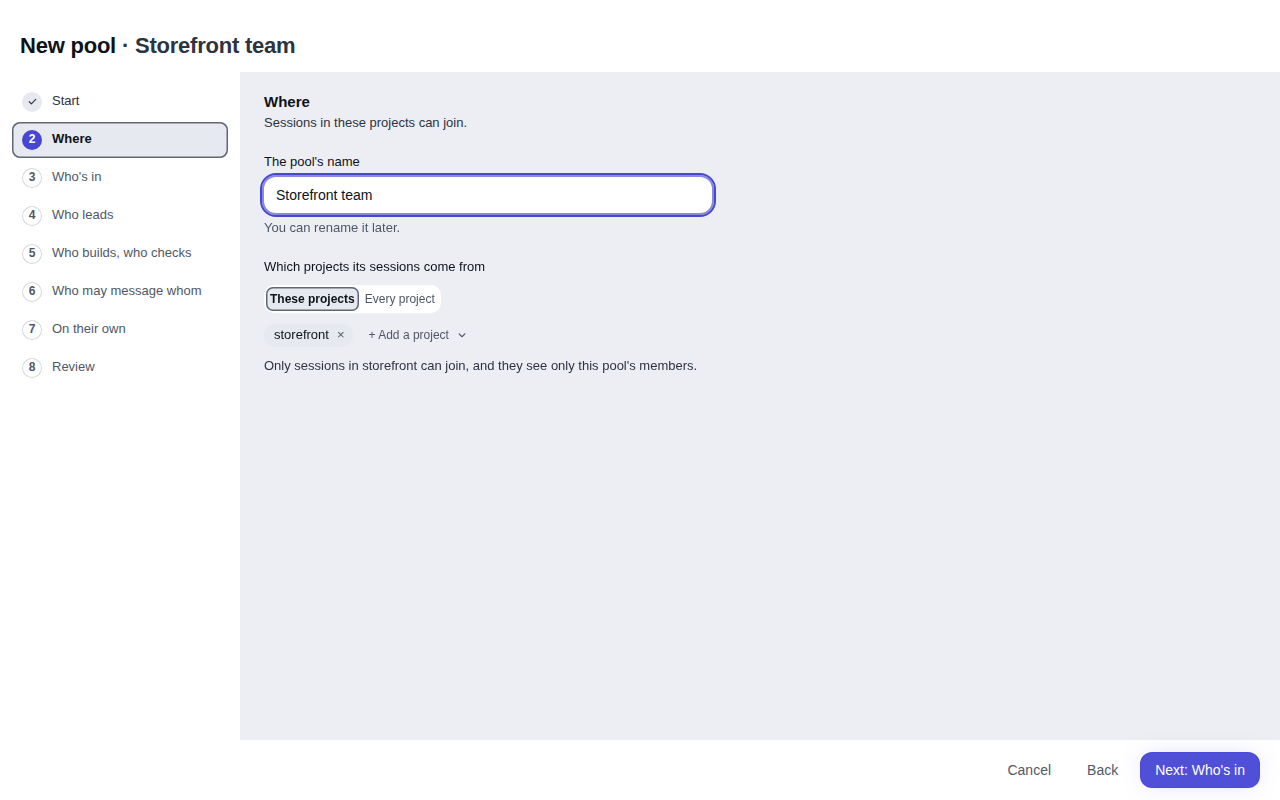 New pool · Storefront team
Start
2 Where
3 Who's in
4 Who leads
5 Who builds, who checks
6 Who may message whom
7 On their own
8 Review
Where
Sessions in these projects can join.
The pool's name
Storefront team
You can rename it later.
Which projects its sessions come from
These projects Every project
storefront × + Add a project
Only sessions in storefront can join, and they see only this pool's members.
Cancel Back Next: Who's in